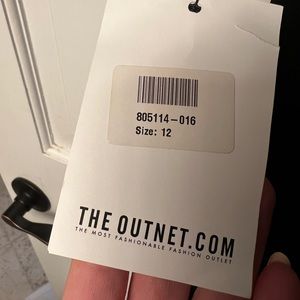 805114-016
Size: 12
THE OUTNET.COM
THE MOST FASHIONABLE FASHION OUTLET